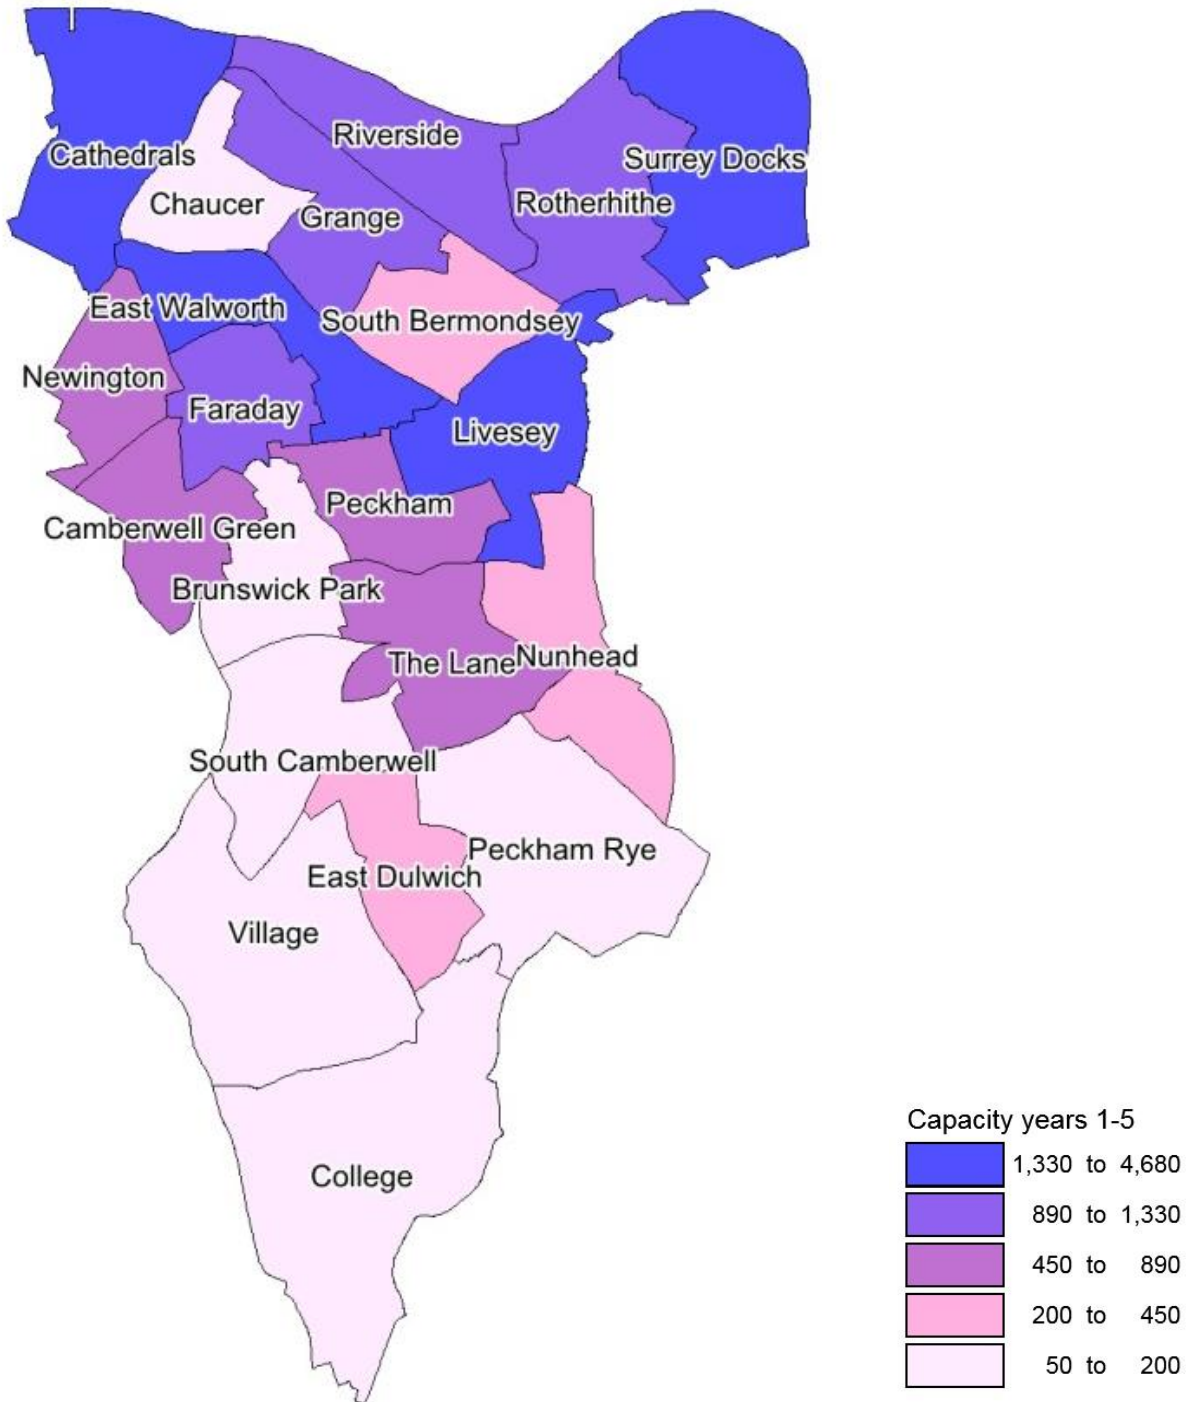 Riverside
Cathedrals
Surrey Docks
Chaucer
Rotherhithe
Grange
East Walworth
South Bermondsey
Newington
Faraday
Livesey
Peckham
Camberwell Green
Brunswick Park
The Lane
Nunhead
South Camberwell
Peckham Rye
East Dulwich
Village
College
Capacity years 1-5
1,330 to 4,680
890 to 1,330
450 to 890
200 to 450
50 to 200